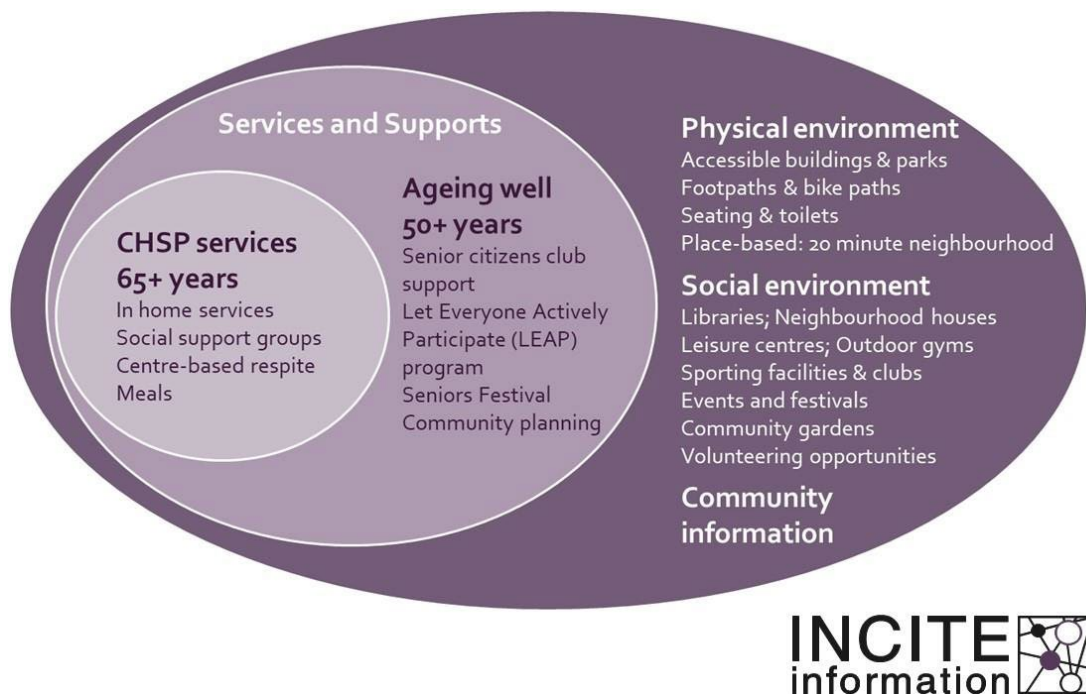 Services and Supports
CHSP services
65+ years
In home services
Social support groups
Centre-based respite
Meals
Ageing well
50+ years
Senior citizens club
support
Let Everyone Actively
Participate (LEAP)
program
Seniors Festival
Community planning
Physical environment
Accessible buildings & parks
Footpaths & bike paths
Seating & toilets
Place-based: 20 minute neighbourhood
Social environment
Libraries; Neighbourhood houses
Leisure centres; Outdoor gyms
Sporting facilities & clubs
Events and festivals
Community gardens
Volunteering opportunities
Community
information
INCITE
information